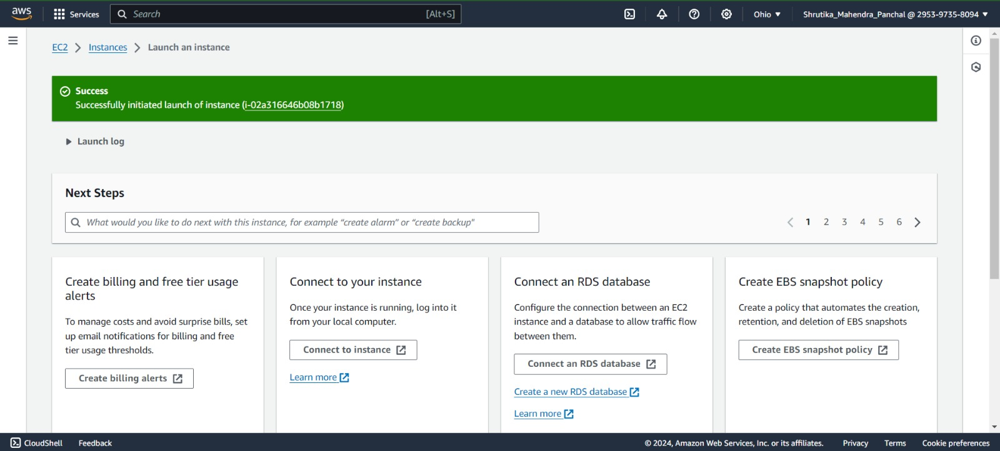 aws
Services
Search
[Alt+S]
Ohio
Shrutika_Mahendra_Panchal @ 2953-9735-8094
EC2
Instances
Launch an instance
Success
Successfully initiated launch of instance (i-02a316646b08b1718)
Launch log
Next Steps
What would you like to do next with this instance, for example “create alarm” or “create backup"
1 2 3 4 5 6
Create billing and free tier usage
alerts
To manage costs and avoid surprise bills, set
up email notifications for billing and free
tier usage thresholds.
Create billing alerts
Connect to your instance
Once your instance is running, log into it
from your local computer.
Connect to instance
Learn more
Connect an RDS database
Configure the connection between an EC2
instance and a database to allow traffic flow
between them.
Connect an RDS database
Create a new RDS database
Learn more
Create EBS snapshot policy
Create a policy that automates the creation,
retention, and deletion of EBS snapshots
Create EBS snapshot policy
CloudShell
Feedback
© 2024, Amazon Web Services, Inc. or its affiliates.
Privacy
Terms
Cookie preferences